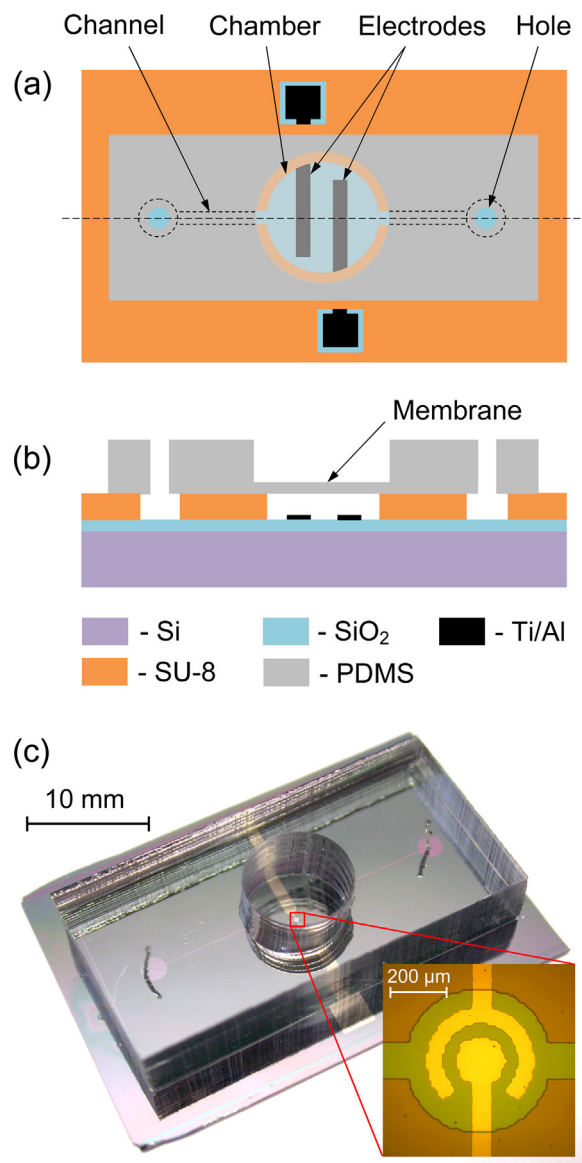 Channel Chamber Electrodes Hole
(a)
Membrane
(b)
- Si - SiO₂ - Ti/Al
- SU-8 - PDMS
(c)
10 mm
200 μm